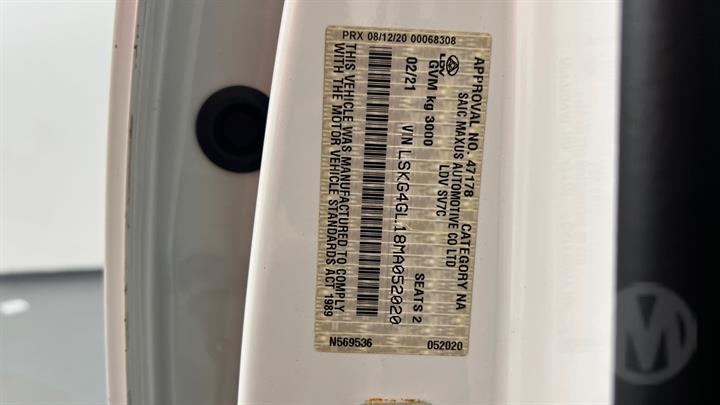 PRX 08/12/20 00068308
APPROVAL NO. 47178 CATEGORY NA
SAIC MAXUS AUTOMOTIVE CO LTD
LDV SV7C
LDV
GVM kg 3000
02/21 SEATS 2
VIN LSKG4GL18MA052020
THIS VEHICLE WAS MANUFACTURED TO COMPLY
WITH THE MOTOR VEHICLE STANDARDS ACT 1989
N569536 052020
M